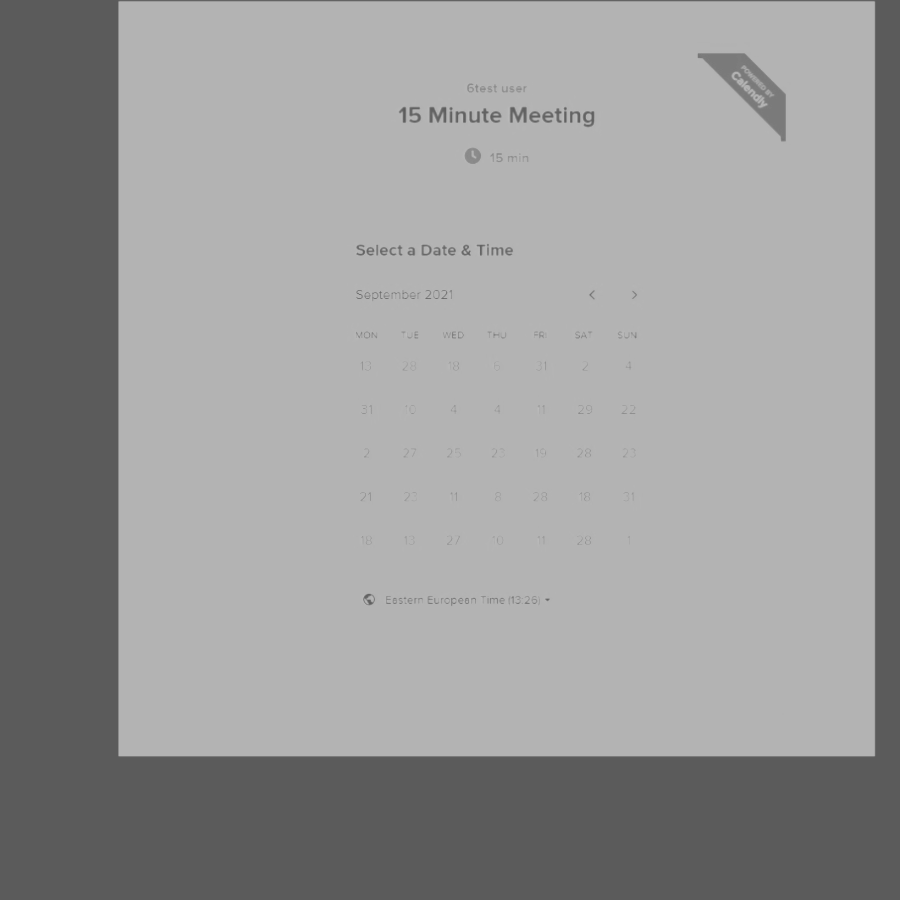 6test user
15 Minute Meeting
15 min
POWERED BY
Calendly
Select a Date & Time
September 2021
MON TUE WED THU FRI SAT SUN
13 28 18 5 31 2 4
31 10 4 4 11 29 22
2 27 25 23 19 28 23
21 23 11 8 28 18 31
18 13 27 10 11 28 1
Eastern European Time (13:26)